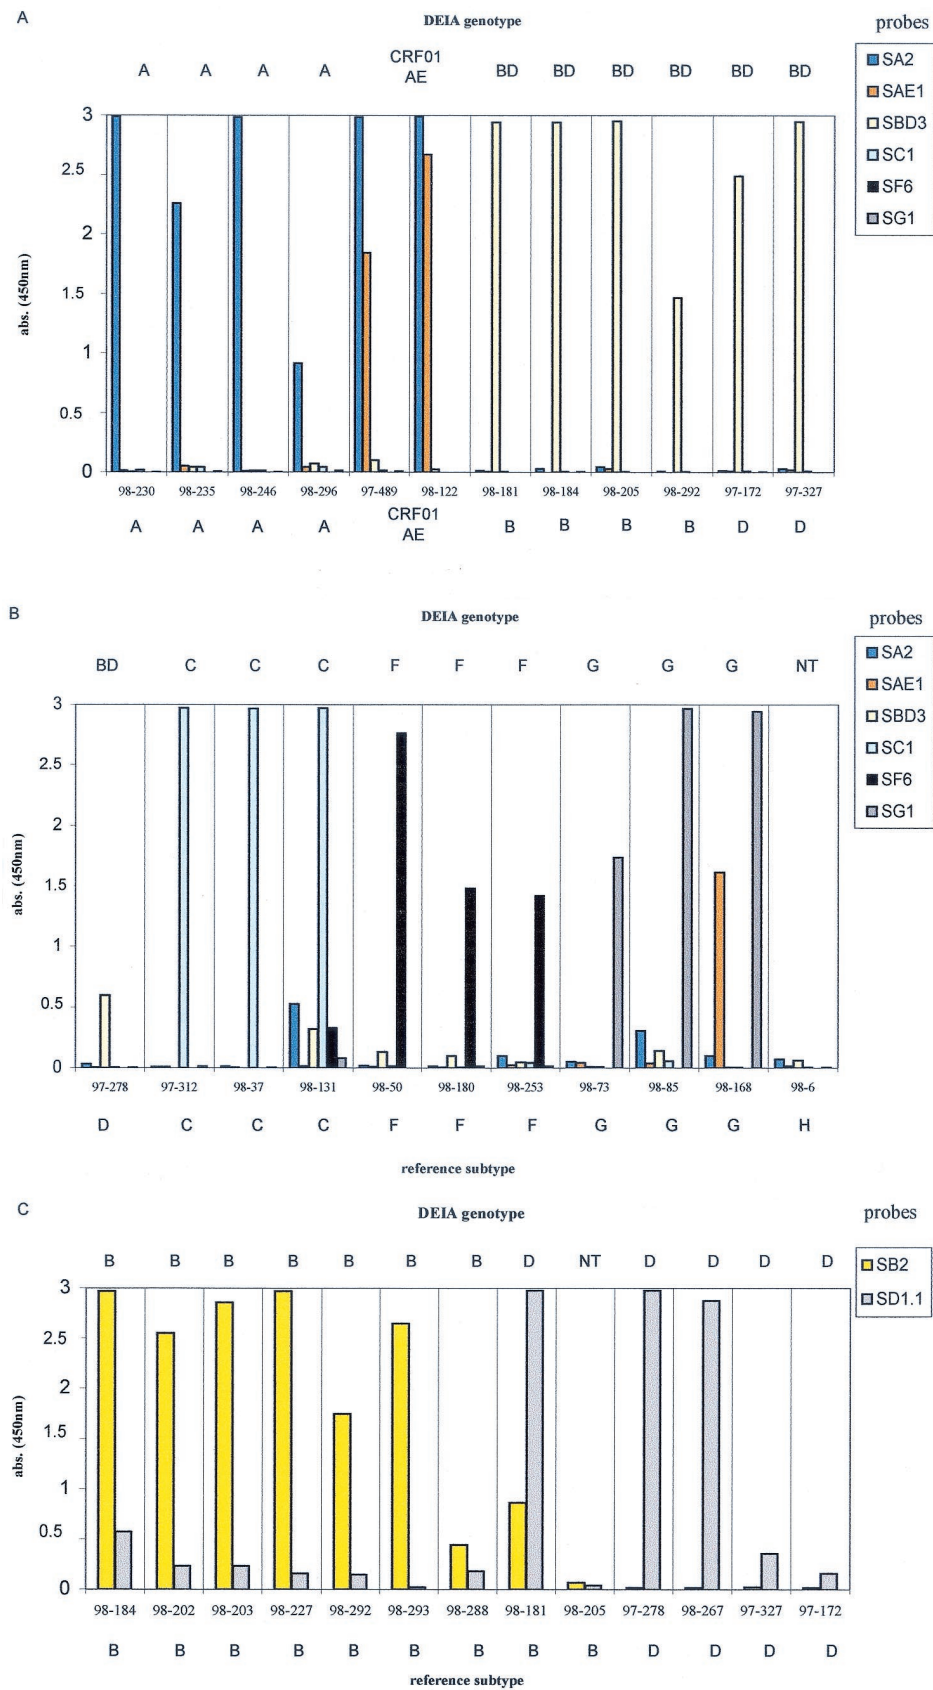 A
DEIA genotype
probes
A A A A CRF01 AE BD BD BD BD BD BD
SA2
SAE1
SBD3
SC1
SF6
SG1
3
2.5
2
1.5
1
0.5
0
abs. (450nm)
98-230 98-235 98-246 98-296 97-489 98-122 98-181 98-184 98-205 98-292 97-172 97-327
A A A A CRF01 AE B B B B D D
B
DEIA genotype
probes
BD C C C F F F G G G NT
SA2
SAE1
SBD3
SC1
SF6
SG1
3
2.5
2
1.5
1
0.5
0
abs. (450nm)
97-278 97-312 98-37 98-131 98-50 98-180 98-253 98-73 98-85 98-168 98-6
D C C C F F F G G G H
reference subtype
C
DEIA genotype
probes
B B B B B B B D NT D D D D
SB2
SD1.1
3
2.5
2
1.5
1
0.5
0
abs. (450nm)
98-184 98-202 98-203 98-227 98-292 98-293 98-288 98-181 98-205 97-278 98-267 97-327 97-172
B B B B B B B B B D D D D
reference subtype